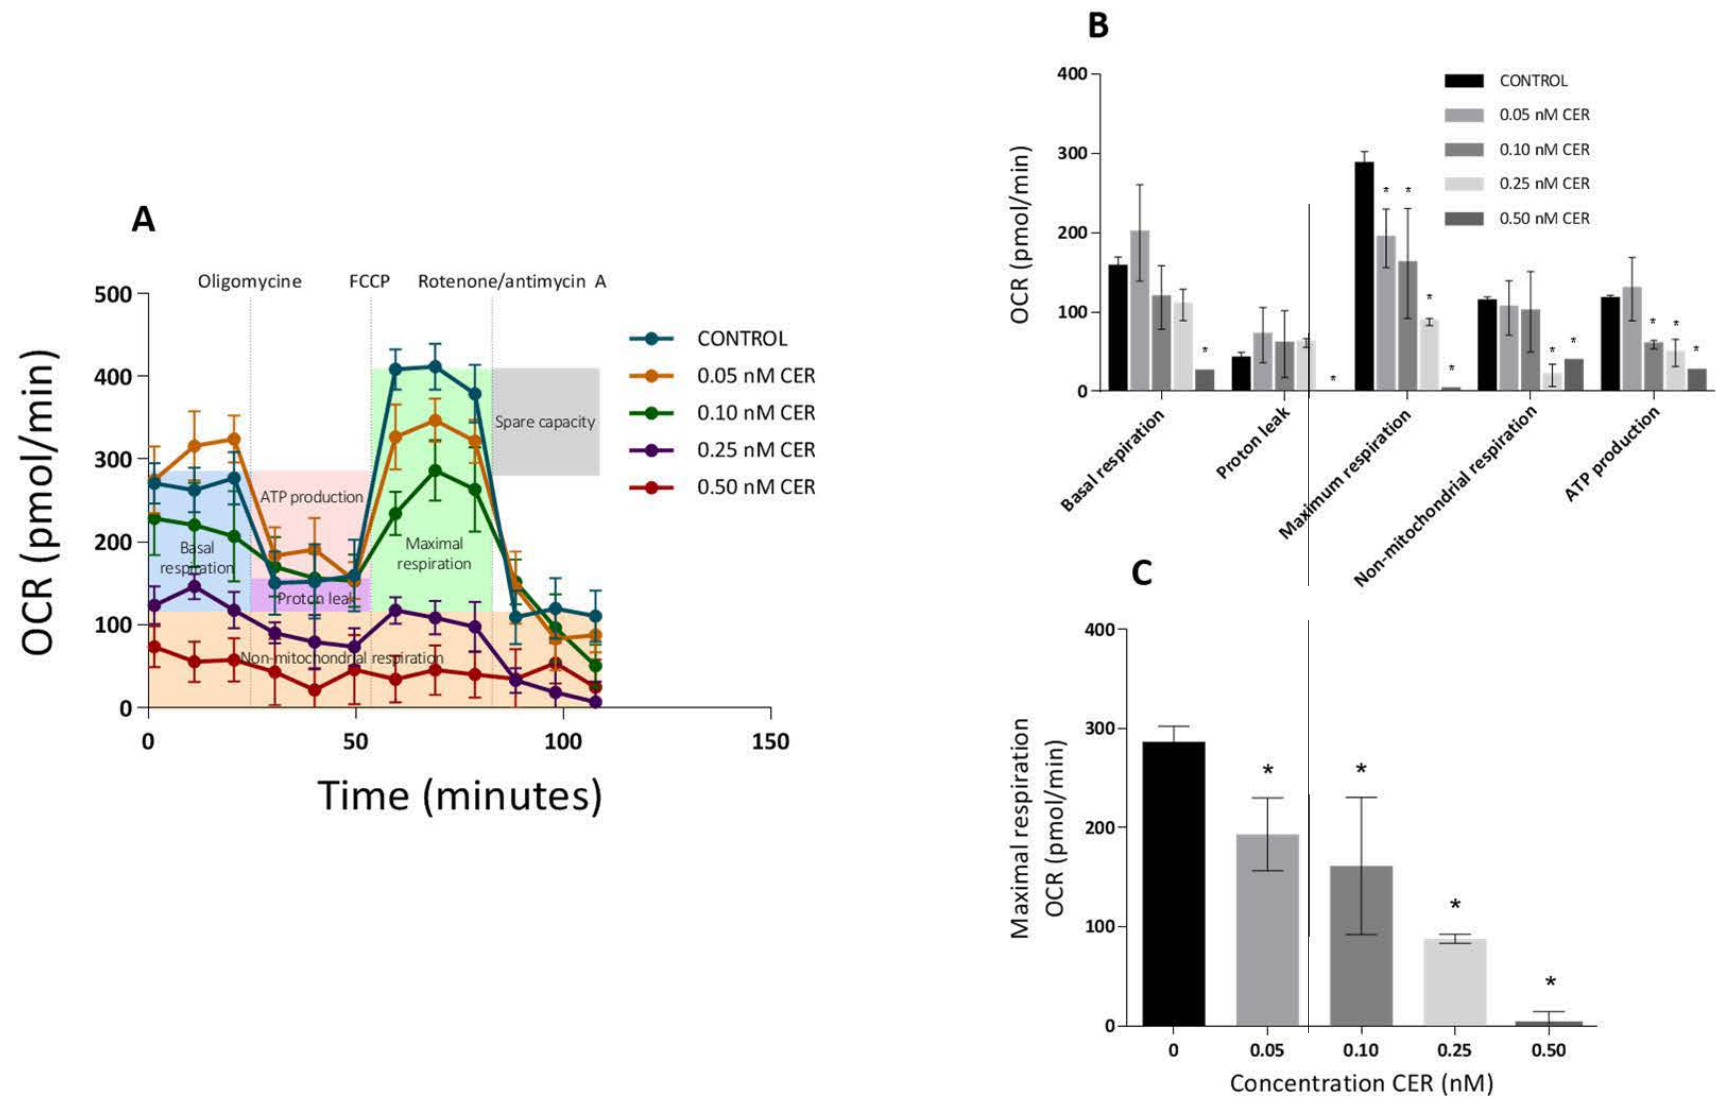 A
Oligomycine
FCCP
Rotenone/antimycin A
500
400
300
200
100
0
OCR (pmol/min)
Spare capacity
ATP production
Basal
respiration
Maximal
respiration
Proton leak
Non-mitochondrial respiration
0
50
100
150
Time (minutes)
CONTROL
0.05 nM CER
0.10 nM CER
0.25 nM CER
0.50 nM CER
B
400
300
200
100
0
OCR (pmol/min)
CONTROL
0.05 nM CER
0.10 nM CER
0.25 nM CER
0.50 nM CER
*
*
*
*
*
*
*
*
*
*
*
Basal respiration
Proton leak
Maximum respiration
Non-mitochondrial respiration
ATP production
C
400
300
200
100
0
Maximal respiration
OCR (pmol/min)
*
*
*
*
0
0.05
0.10
0.25
0.50
Concentration CER (nM)